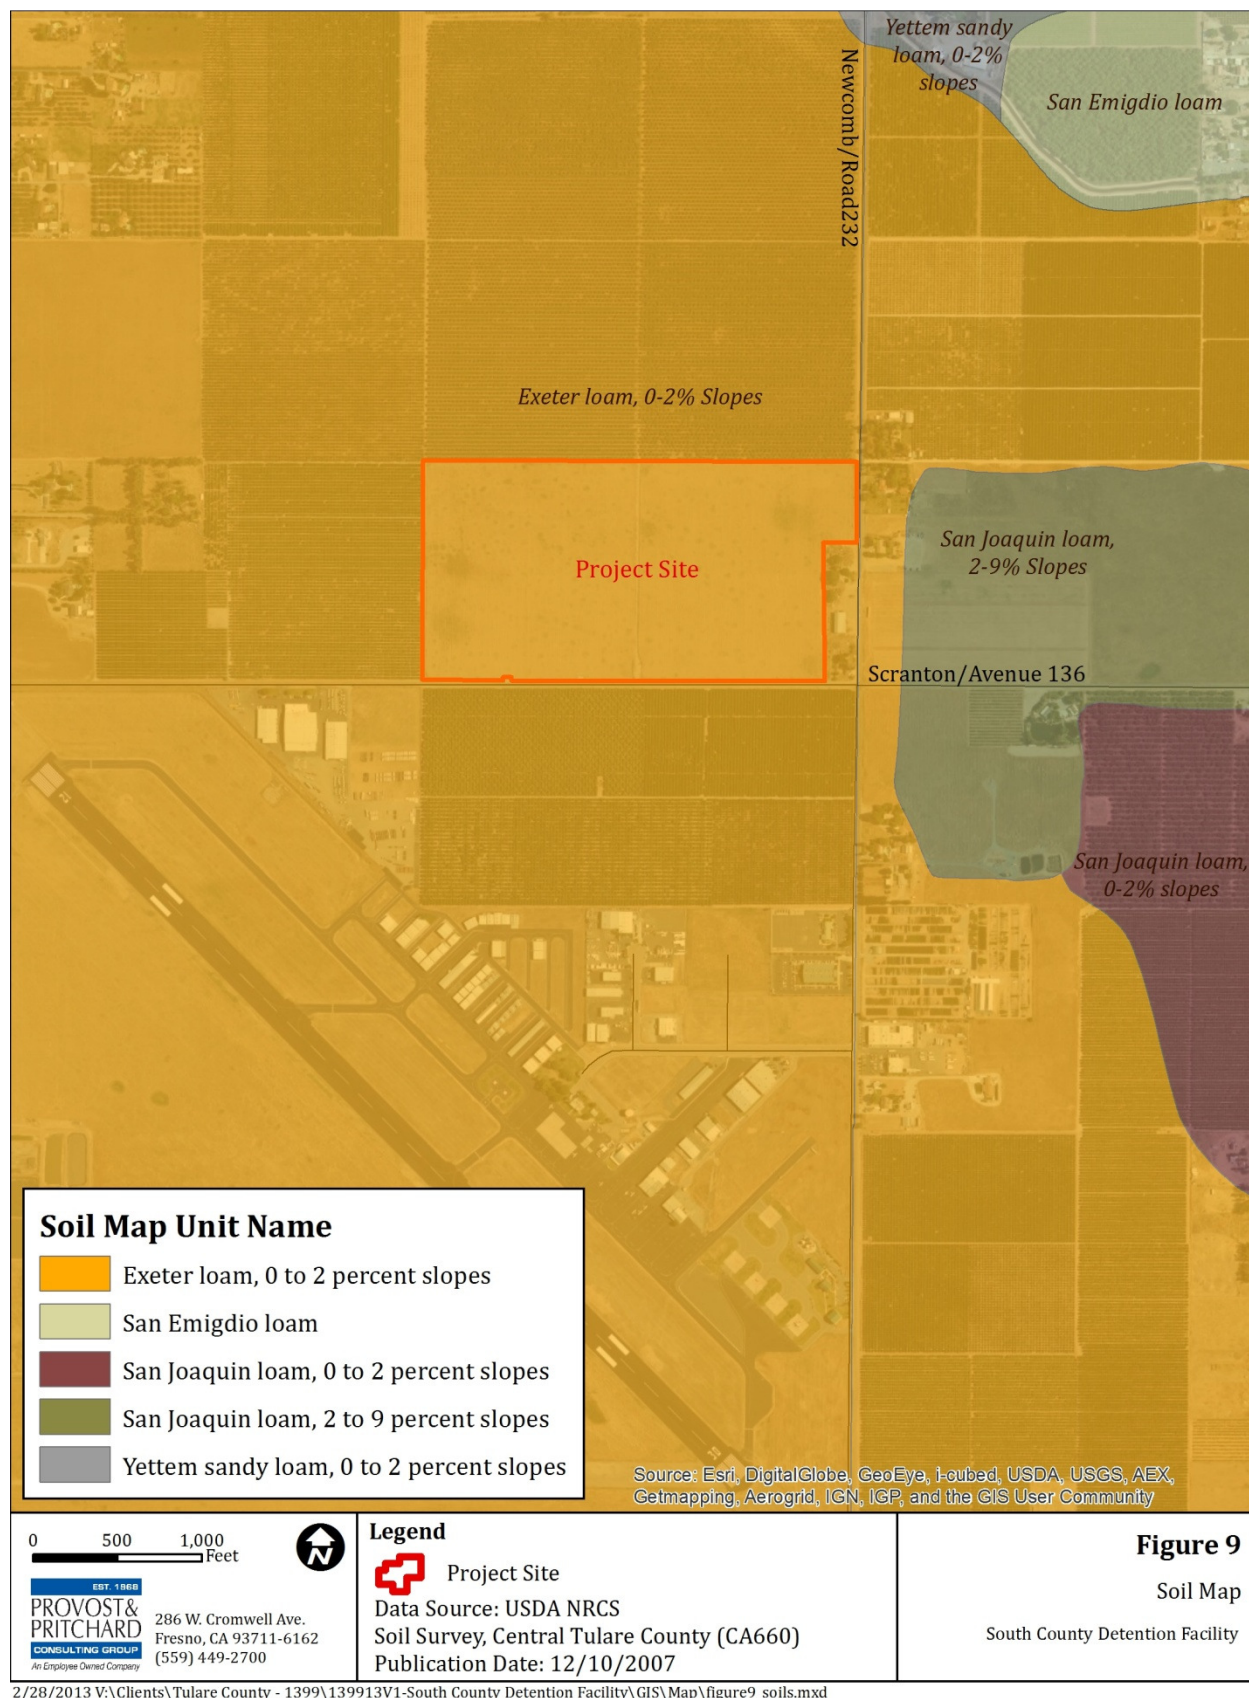 Yettem sandy
loam, 0-2%
slopes
San Emigdio loam
Newcomb/Road232
Exeter loam, 0-2% Slopes
San Joaquin loam,
2-9% Slopes
Project Site
Scranton/Avenue 136
San Joaquin loam,
0-2% slopes
Soil Map Unit Name
Exeter loam, 0 to 2 percent slopes
San Emigdio loam
San Joaquin loam, 0 to 2 percent slopes
San Joaquin loam, 2 to 9 percent slopes
Yettem sandy loam, 0 to 2 percent slopes
Source: Esri, DigitalGlobe, GeoEye, i-cubed, USDA, USGS, AEX,
Getmapping, Aerogrid, IGN, IGP, and the GIS User Community
0 500 1,000
Feet
N
EST. 1968
PROVOST&
PRITCHARD
CONSULTING GROUP
An Employee Owned Company
286 W. Cromwell Ave.
Fresno, CA 93711-6162
(559) 449-2700
Legend
Project Site
Data Source: USDA NRCS
Soil Survey, Central Tulare County (CA660)
Publication Date: 12/10/2007
Figure 9
Soil Map
South County Detention Facility
2/28/2013 V:\Clients\Tulare County - 1399\139913V1-South County Detention Facility\GIS\Map\figure9_soils.mxd